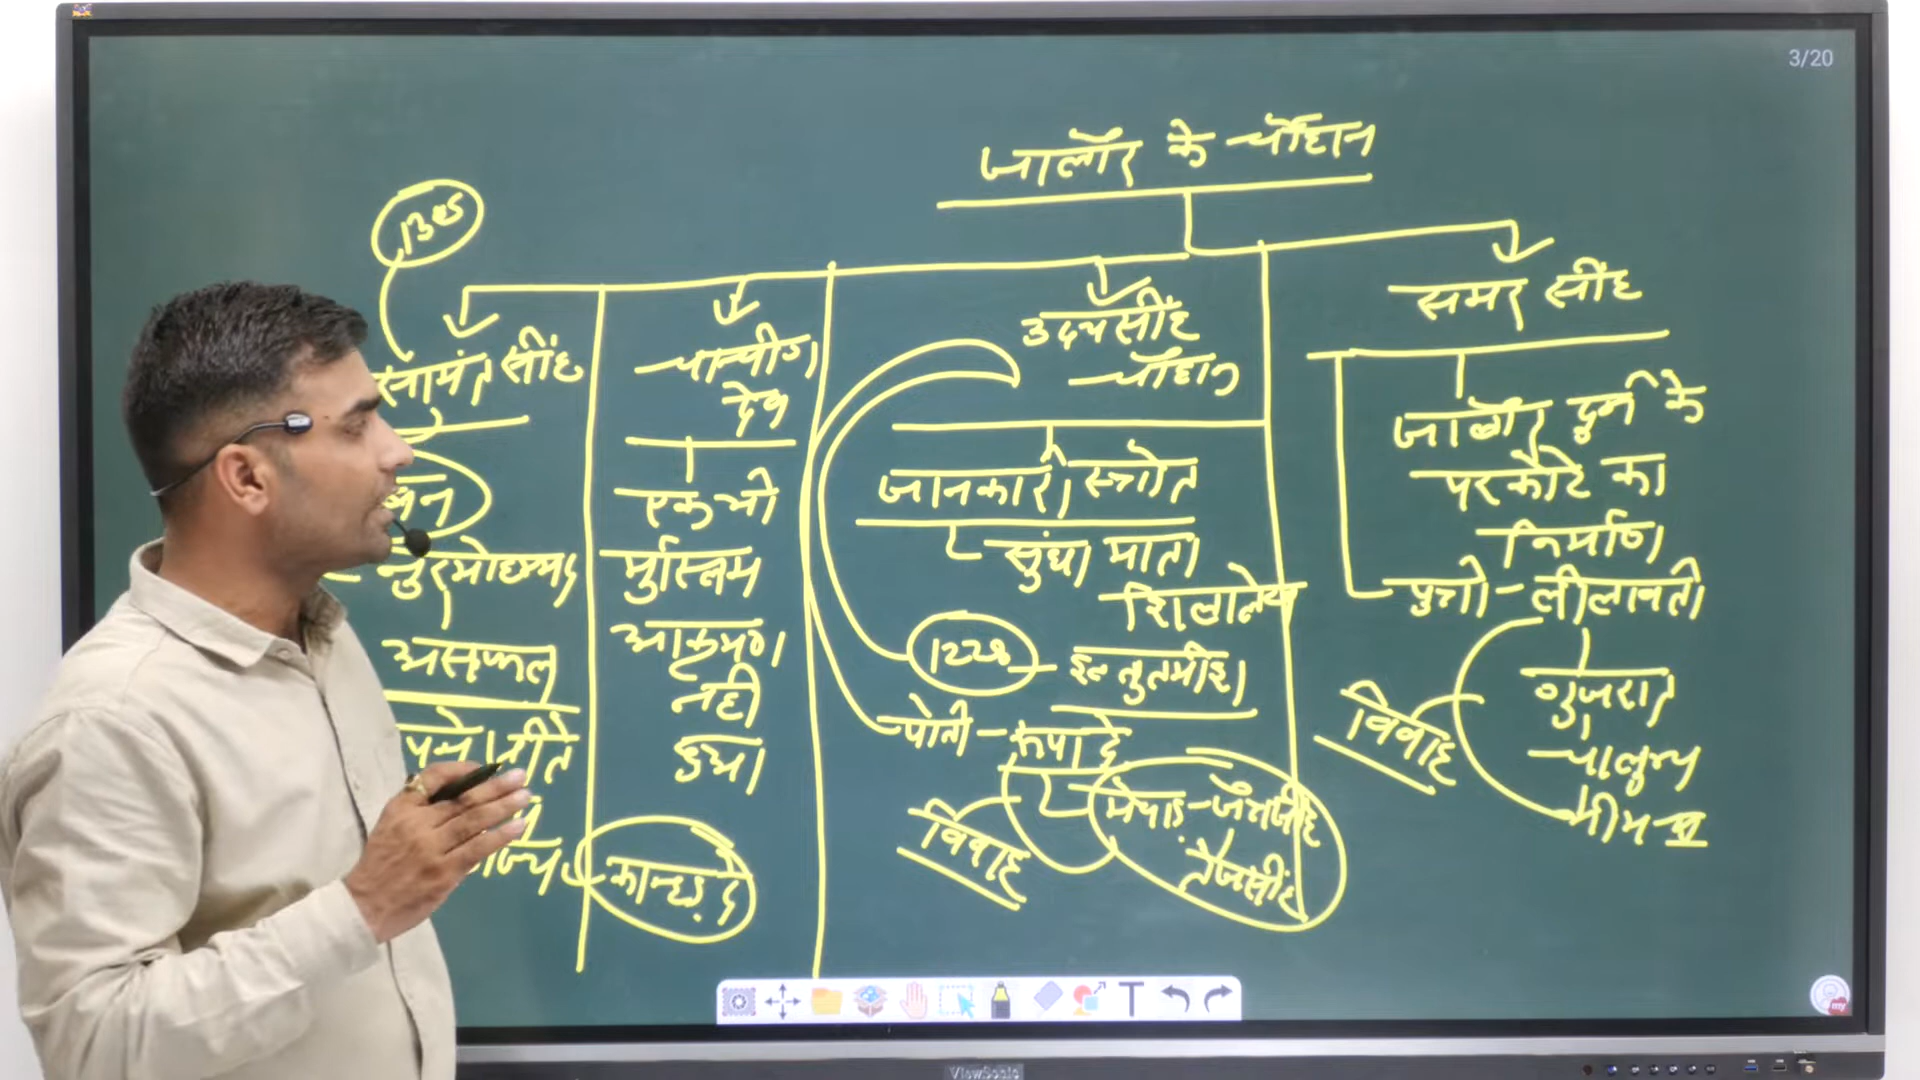 3/20
जालौर के चौहान
1305
सामंत सींह
नुरमोहम्मद
असफल
जीते
कान्हड़ दे
चाचीग
देव
एक भी
मुस्लिम
आक्रमण
नही
हुआ
उदयसींह
चौहान
जानकारी स्त्रोत
सुंधा माता
शिलालेख
1228 - इल्तुतमीश
पोती - रूपा दे
विवाह
मेवाड़ - जैत्रसींह
तेजसींह
समर सींह
जालौर दुर्ग के
परकोटे का
निर्माण
पुत्री - लीलावती
विवाह
गुजरात
चालुक्य
भीम-II
T
ViewSonic